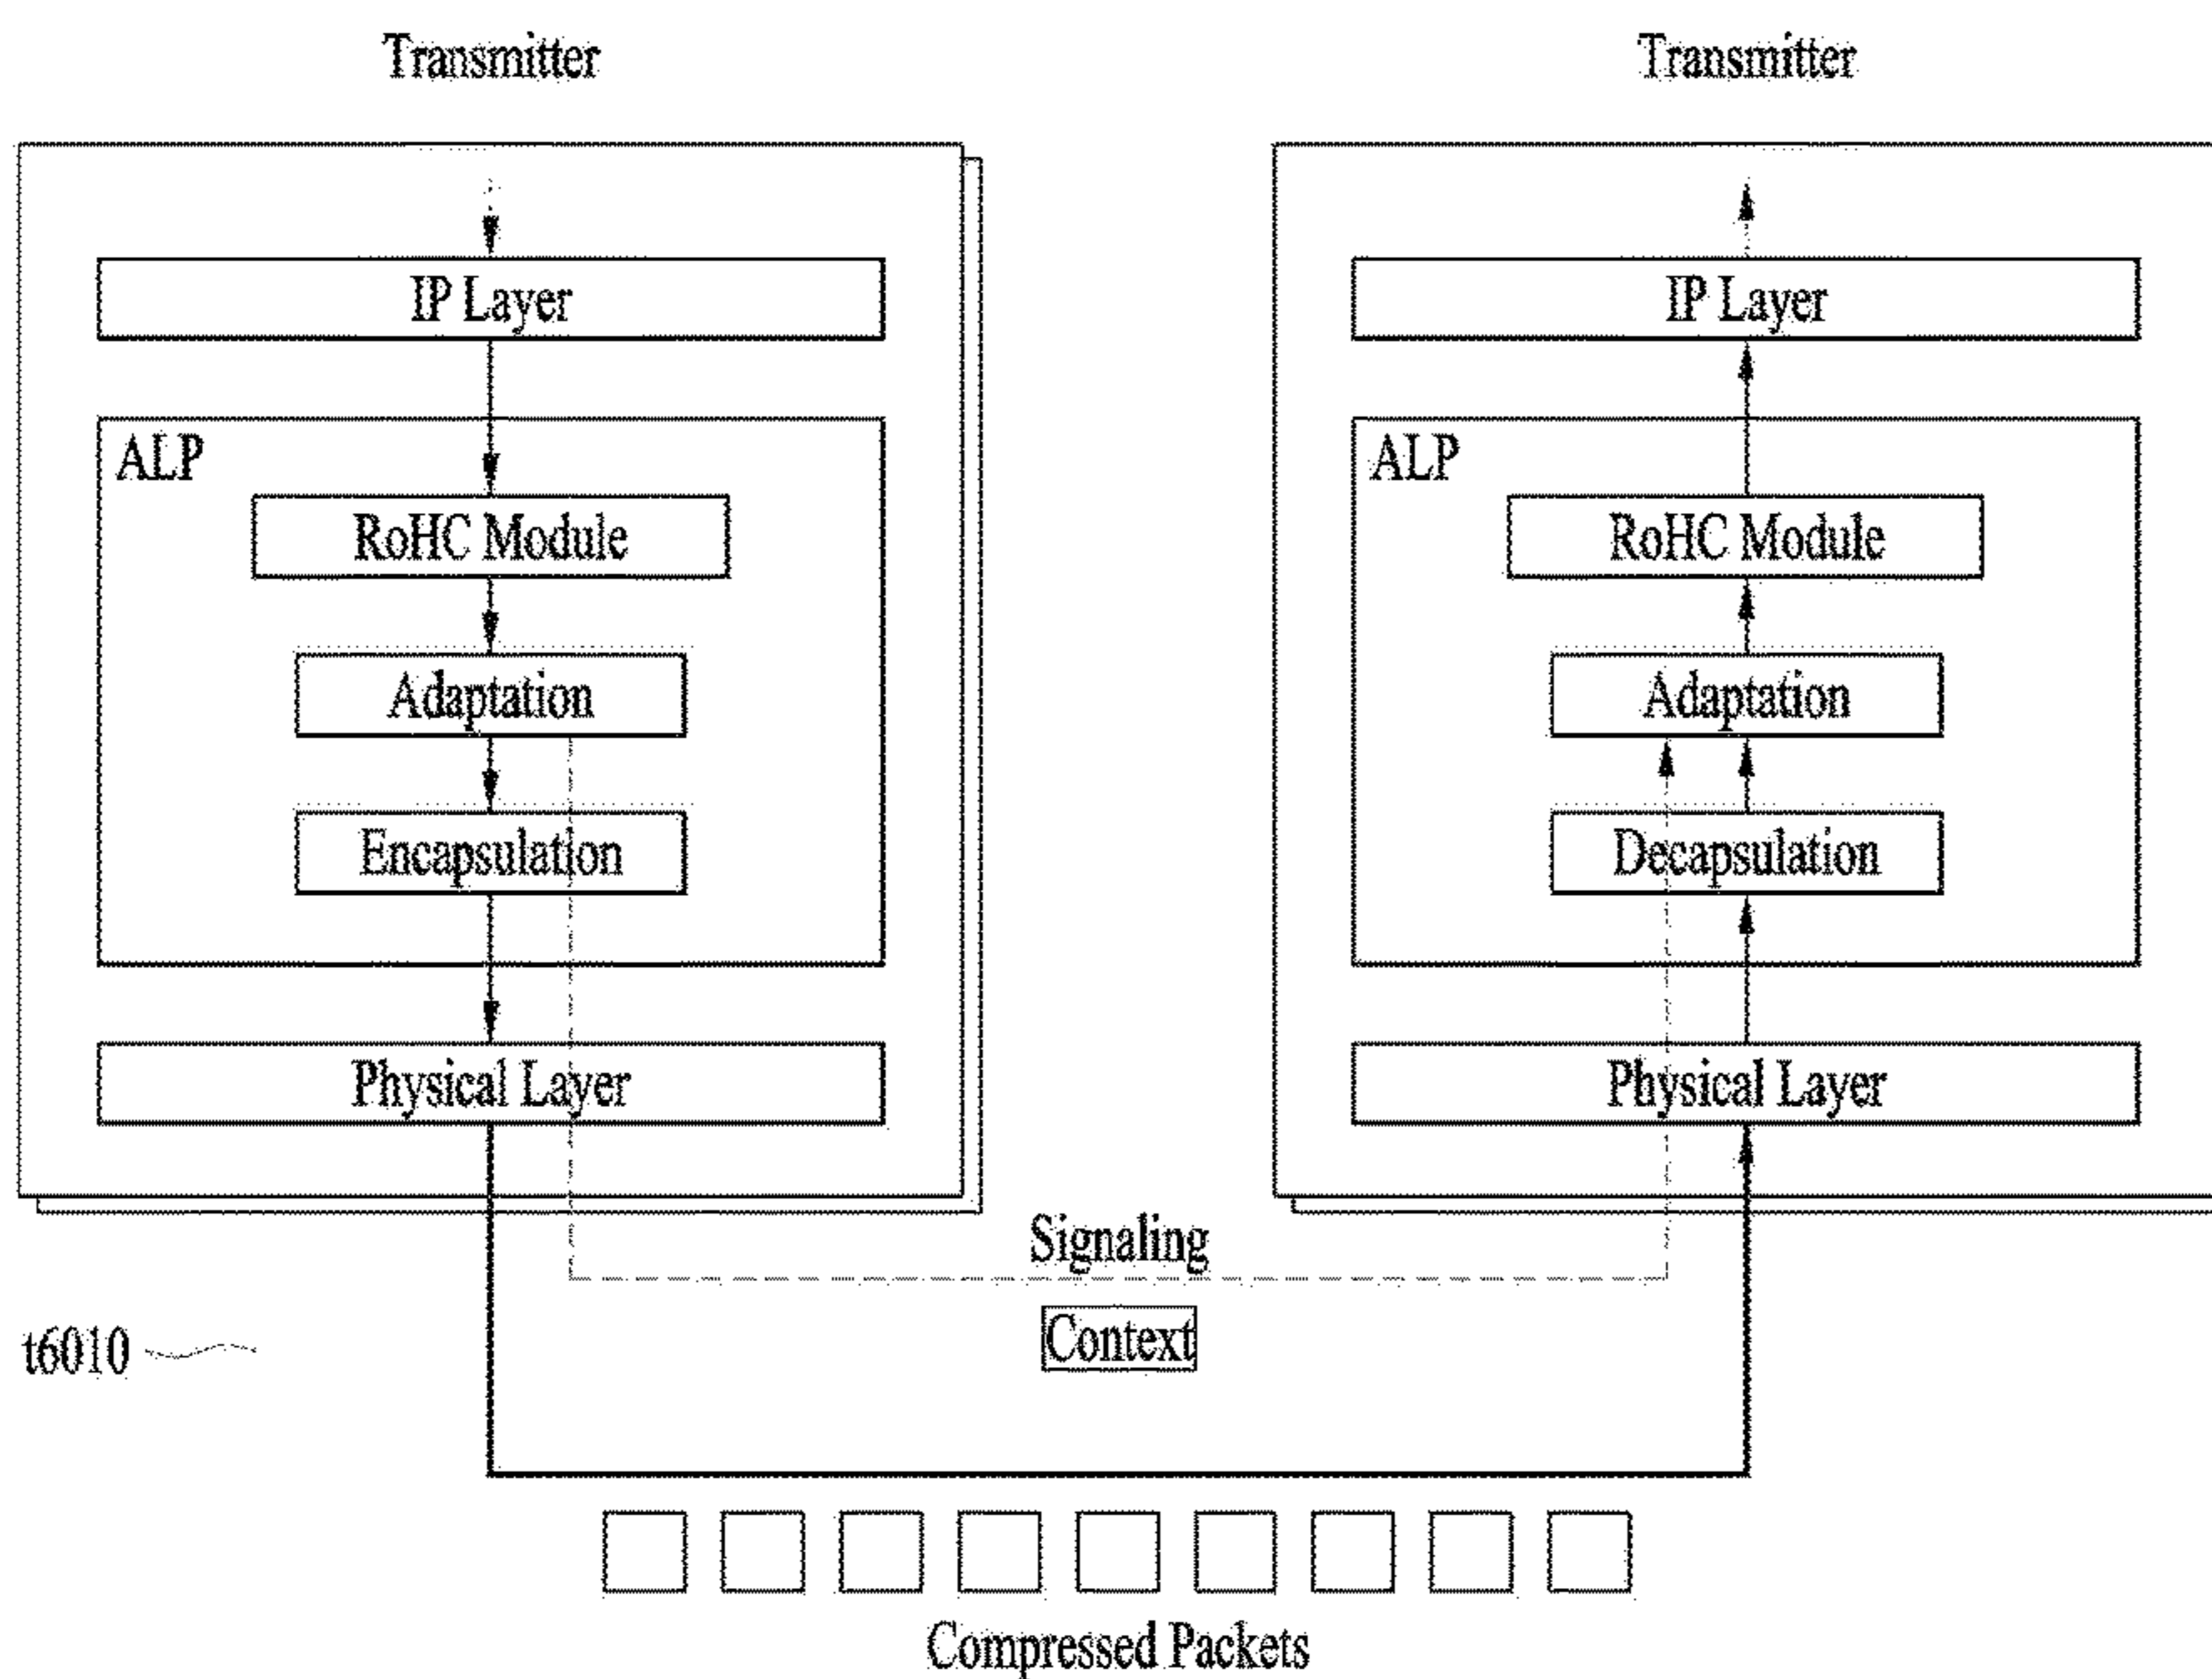 Transmitter
IP Layer
ALP
RoHC Module
Adaptation
Encapsulation
Physical Layer
Transmitter
IP Layer
ALP
RoHC Module
Adaptation
Decapsulation
Physical Layer
Signaling
Context
t6010
Compressed Packets